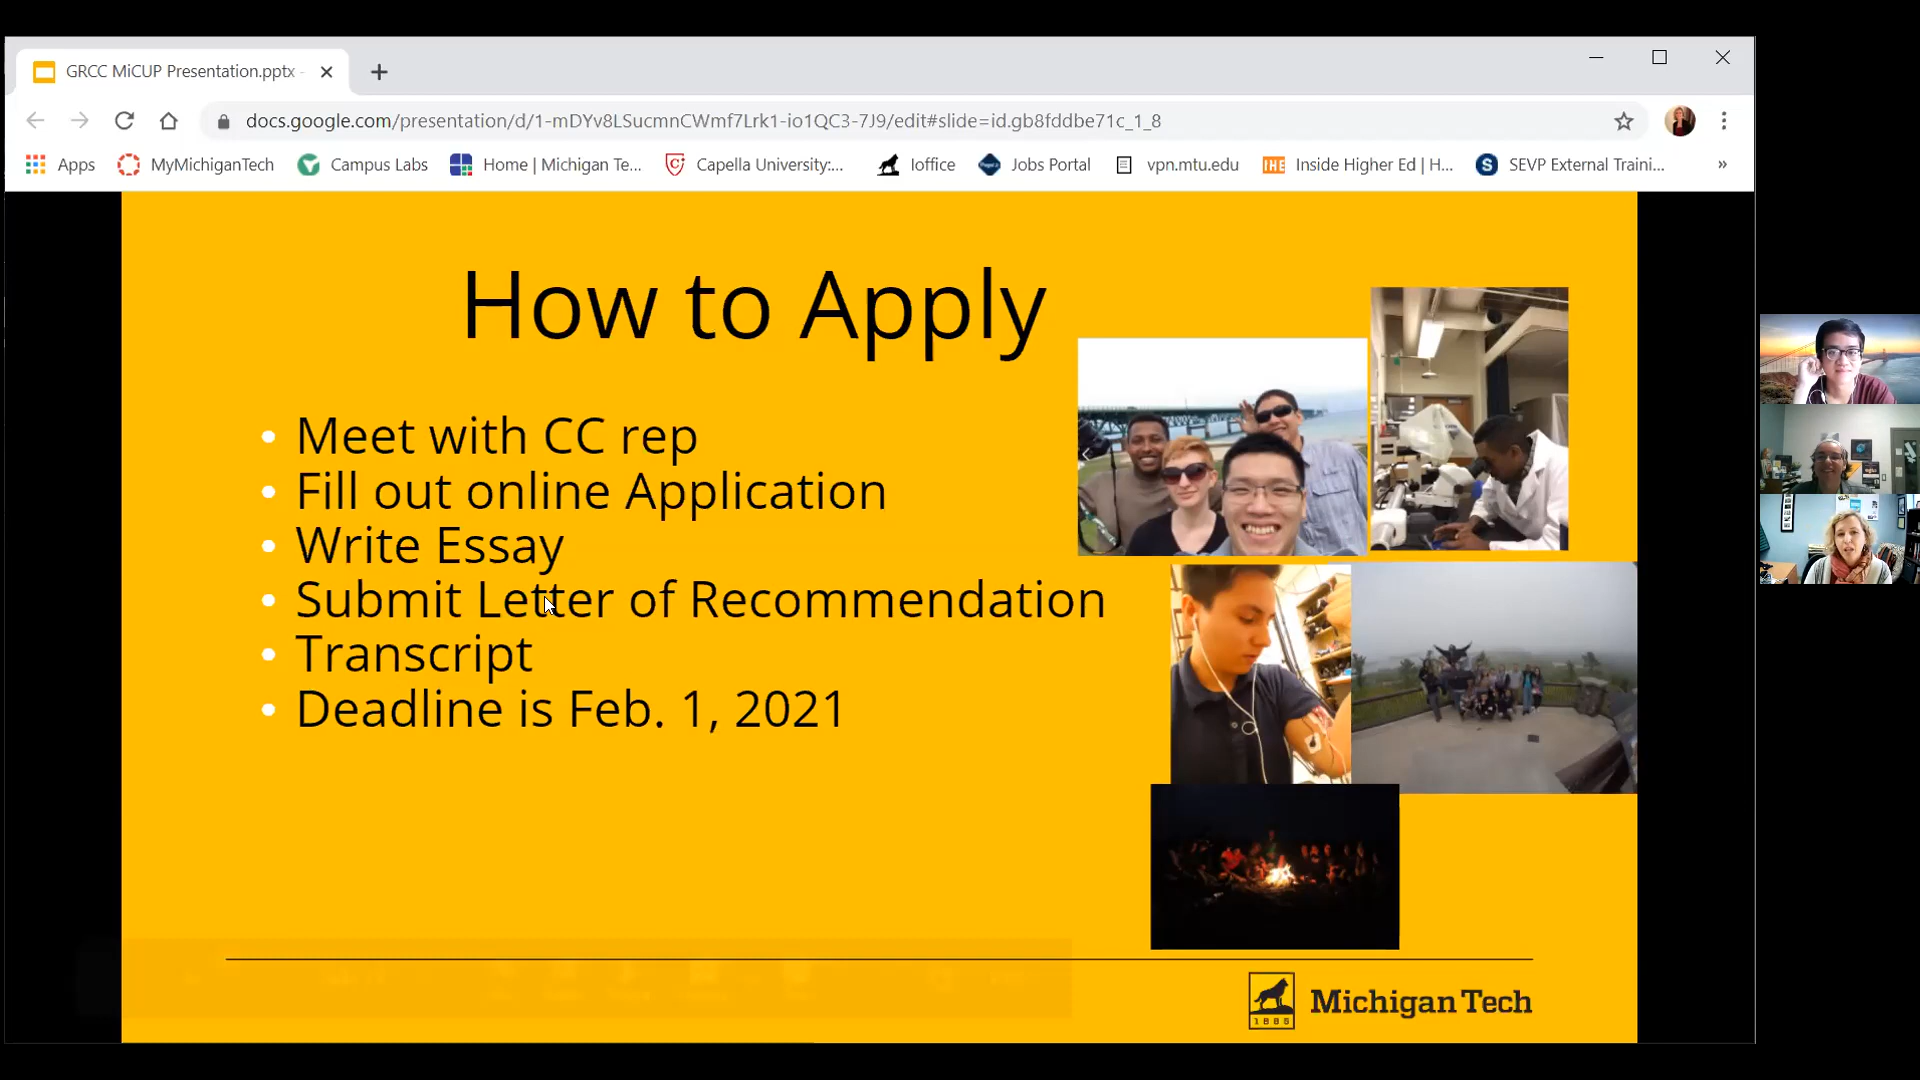 GRCC MiCUP Presentation.pptx -
docs.google.com/presentation/d/1-mDYv8LSucmnCWmf7Lrk1-io1QC3-7J9/edit#slide=id.gb8fddbe71c_1_8
Apps MyMichiganTech Campus Labs Home | Michigan Te... Capella University:... Ioffice Jobs Portal vpn.mtu.edu Inside Higher Ed | H... SEVP External Traini... »
How to Apply
• Meet with CC rep
• Fill out online Application
• Write Essay
• Submit Letter of Recommendation
• Transcript
• Deadline is Feb. 1, 2021
1885
Michigan Tech